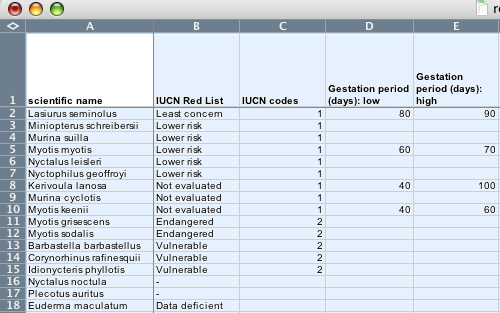 A B C D E
1 scientific name IUCN Red List IUCN codes Gestation period (days): low Gestation period (days): high
2 Lasiurus seminolus Least concern 1 80 90
3 Miniopterus schreibersii Lower risk 1
4 Murina suilla Lower risk 1
5 Myotis myotis Lower risk 1 60 70
6 Nyctalus leisleri Lower risk 1
7 Nyctophilus geoffroyi Lower risk 1
8 Kerivoula lanosa Not evaluated 1 40 100
9 Murina cyclotis Not evaluated 1
10 Myotis keenii Not evaluated 1 40 60
11 Myotis grisescens Endangered 2
12 Myotis sodalis Endangered 2
13 Barbastella barbastellus Vulnerable 2
14 Corynorhinus rafinesquii Vulnerable 2
15 Idionycteris phyllotis Vulnerable 2
16 Nyctalus noctula -
17 Plecotus auritus -
18 Euderma maculatum Data deficient